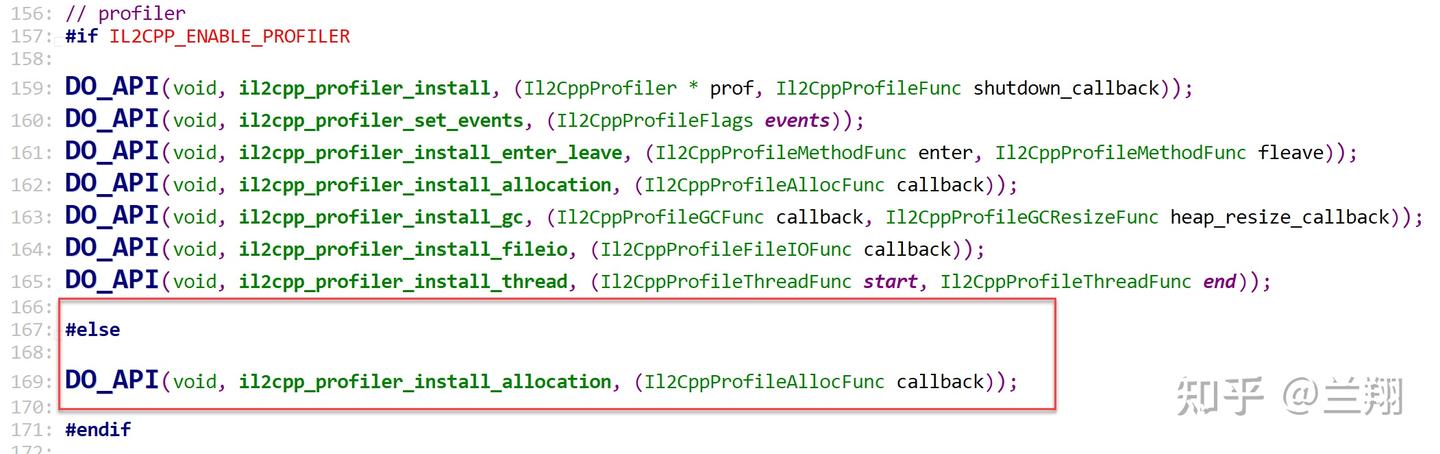 156: // profiler
157: #if IL2CPP_ENABLE_PROFILER
158:
159: DO_API(void, il2cpp_profiler_install, (Il2CppProfiler * prof, Il2CppProfileFunc shutdown_callback));
160: DO_API(void, il2cpp_profiler_set_events, (Il2CppProfileFlags events));
161: DO_API(void, il2cpp_profiler_install_enter_leave, (Il2CppProfileMethodFunc enter, Il2CppProfileMethodFunc fleave));
162: DO_API(void, il2cpp_profiler_install_allocation, (Il2CppProfileAllocFunc callback));
163: DO_API(void, il2cpp_profiler_install_gc, (Il2CppProfileGCFunc callback, Il2CppProfileGCResizeFunc heap_resize_callback));
164: DO_API(void, il2cpp_profiler_install_fileio, (Il2CppProfileFileIOFunc callback));
165: DO_API(void, il2cpp_profiler_install_thread, (Il2CppProfileThreadFunc start, Il2CppProfileThreadFunc end));
166:
167: #else
168:
169: DO_API(void, il2cpp_profiler_install_allocation, (Il2CppProfileAllocFunc callback));
知乎 @兰翔
170:
171: #endif
172: